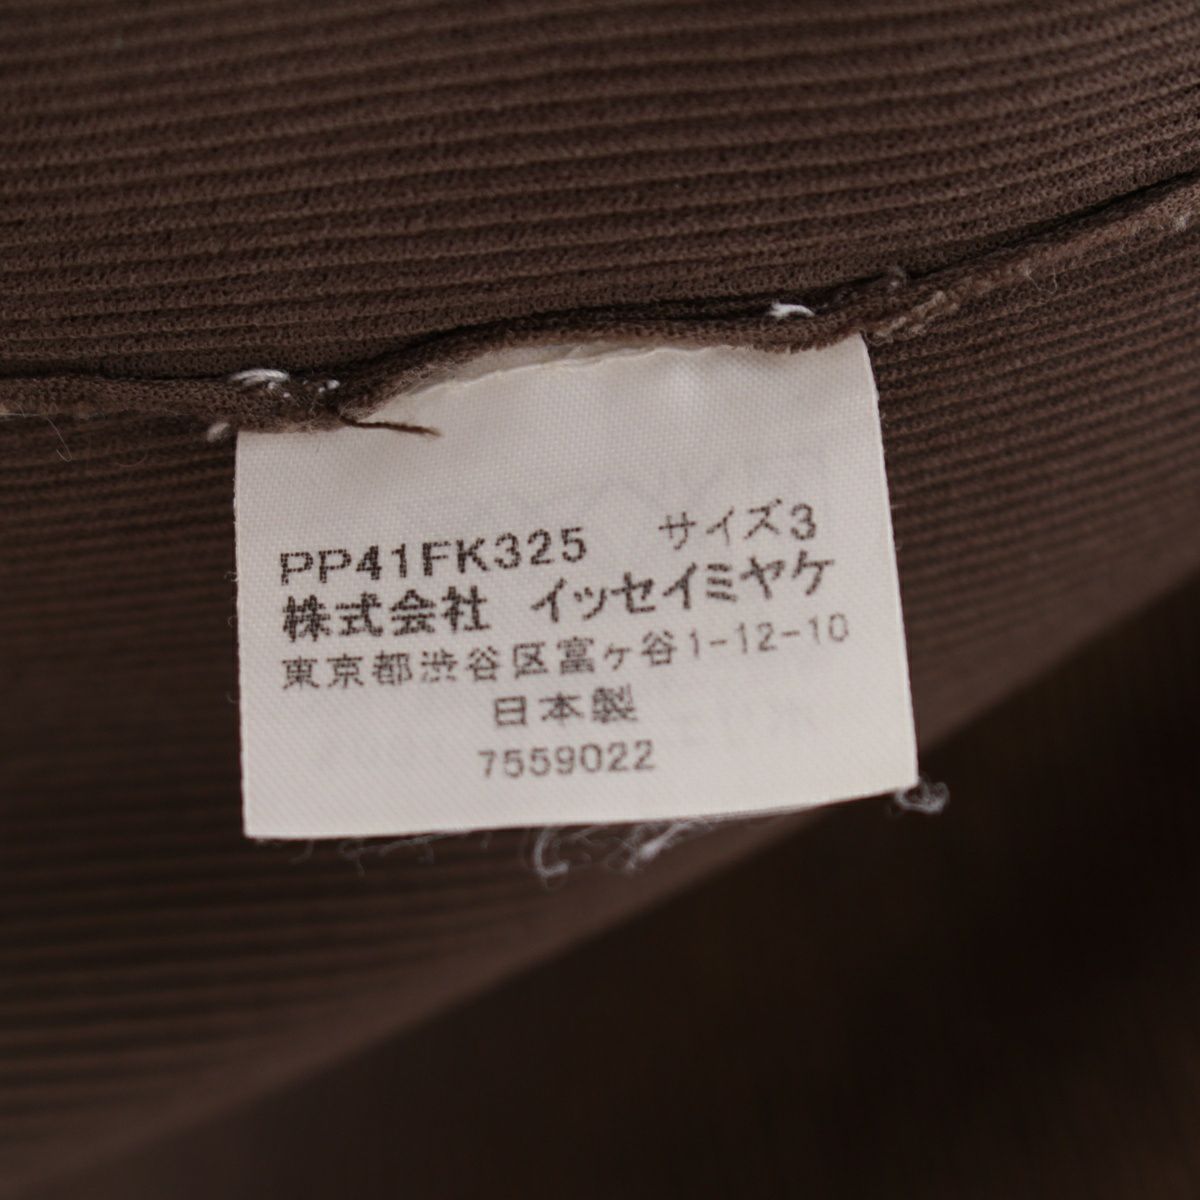 PP41FK325 サイズ3
株式会社 イッセイミヤケ
東京都渋谷区富ヶ谷1-12-10
日本製
7559022